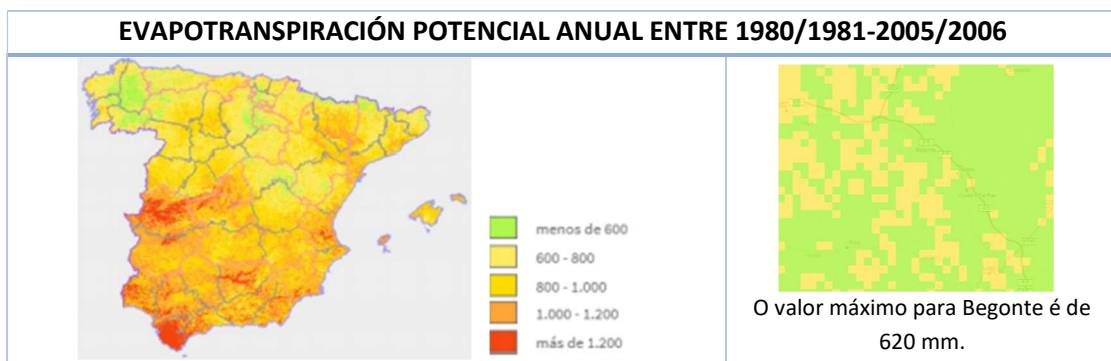 EVAPOTRANSPIRACIÓN POTENCIAL ANUAL ENTRE 1980/1981-2005/2006
menos de 600
600 - 800
800 - 1.000
1.000 - 1.200
más de 1.200
O valor máximo para Begonte é de
620 mm.